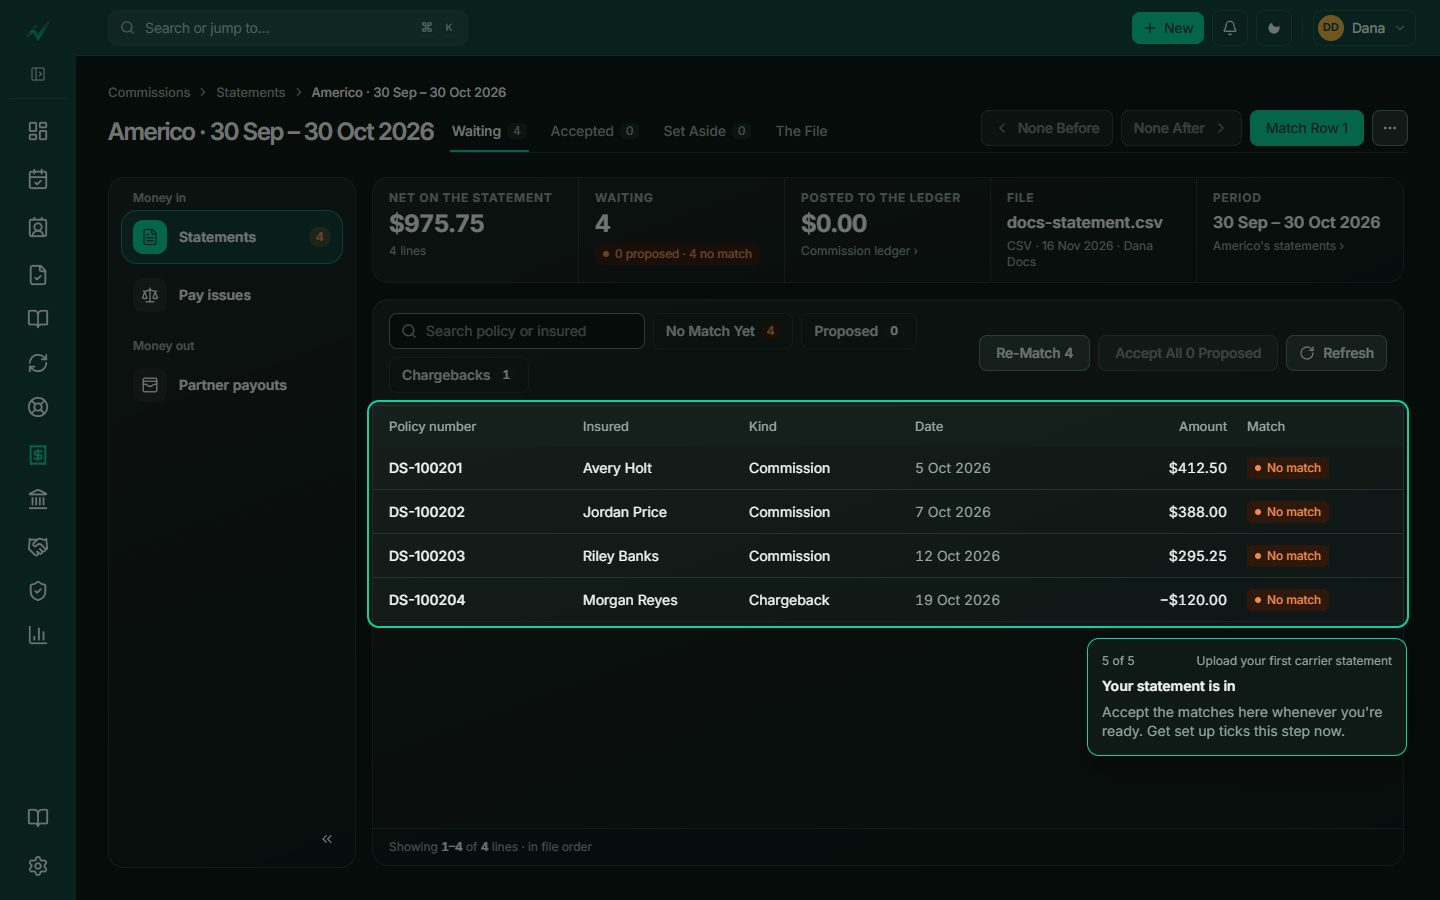 Search or jump to...
⌘ K
New
DD
Dana
Commissions > Statements > Americo · 30 Sep – 30 Oct 2026
Americo · 30 Sep – 30 Oct 2026
Waiting 4
Accepted 0
Set Aside 0
The File
None Before
None After
Match Row 1
Money in
Statements 4
Pay issues
Money out
Partner payouts
NET ON THE STATEMENT
$975.75
4 lines
WAITING
4
0 proposed · 4 no match
POSTED TO THE LEDGER
$0.00
Commission ledger ›
FILE
docs-statement.csv
CSV · 16 Nov 2026 · Dana
Docs
PERIOD
30 Sep – 30 Oct 2026
Americo's statements ›
Search policy or insured
No Match Yet 4
Proposed 0
Chargebacks 1
Re-Match 4
Accept All 0 Proposed
Refresh
Policy number Insured Kind Date Amount Match
DS-100201 Avery Holt Commission 5 Oct 2026 $412.50 No match
DS-100202 Jordan Price Commission 7 Oct 2026 $388.00 No match
DS-100203 Riley Banks Commission 12 Oct 2026 $295.25 No match
DS-100204 Morgan Reyes Chargeback 19 Oct 2026 −$120.00 No match
5 of 5 Upload your first carrier statement
Your statement is in
Accept the matches here whenever you're
ready. Get set up ticks this step now.
Showing 1–4 of 4 lines · in file order